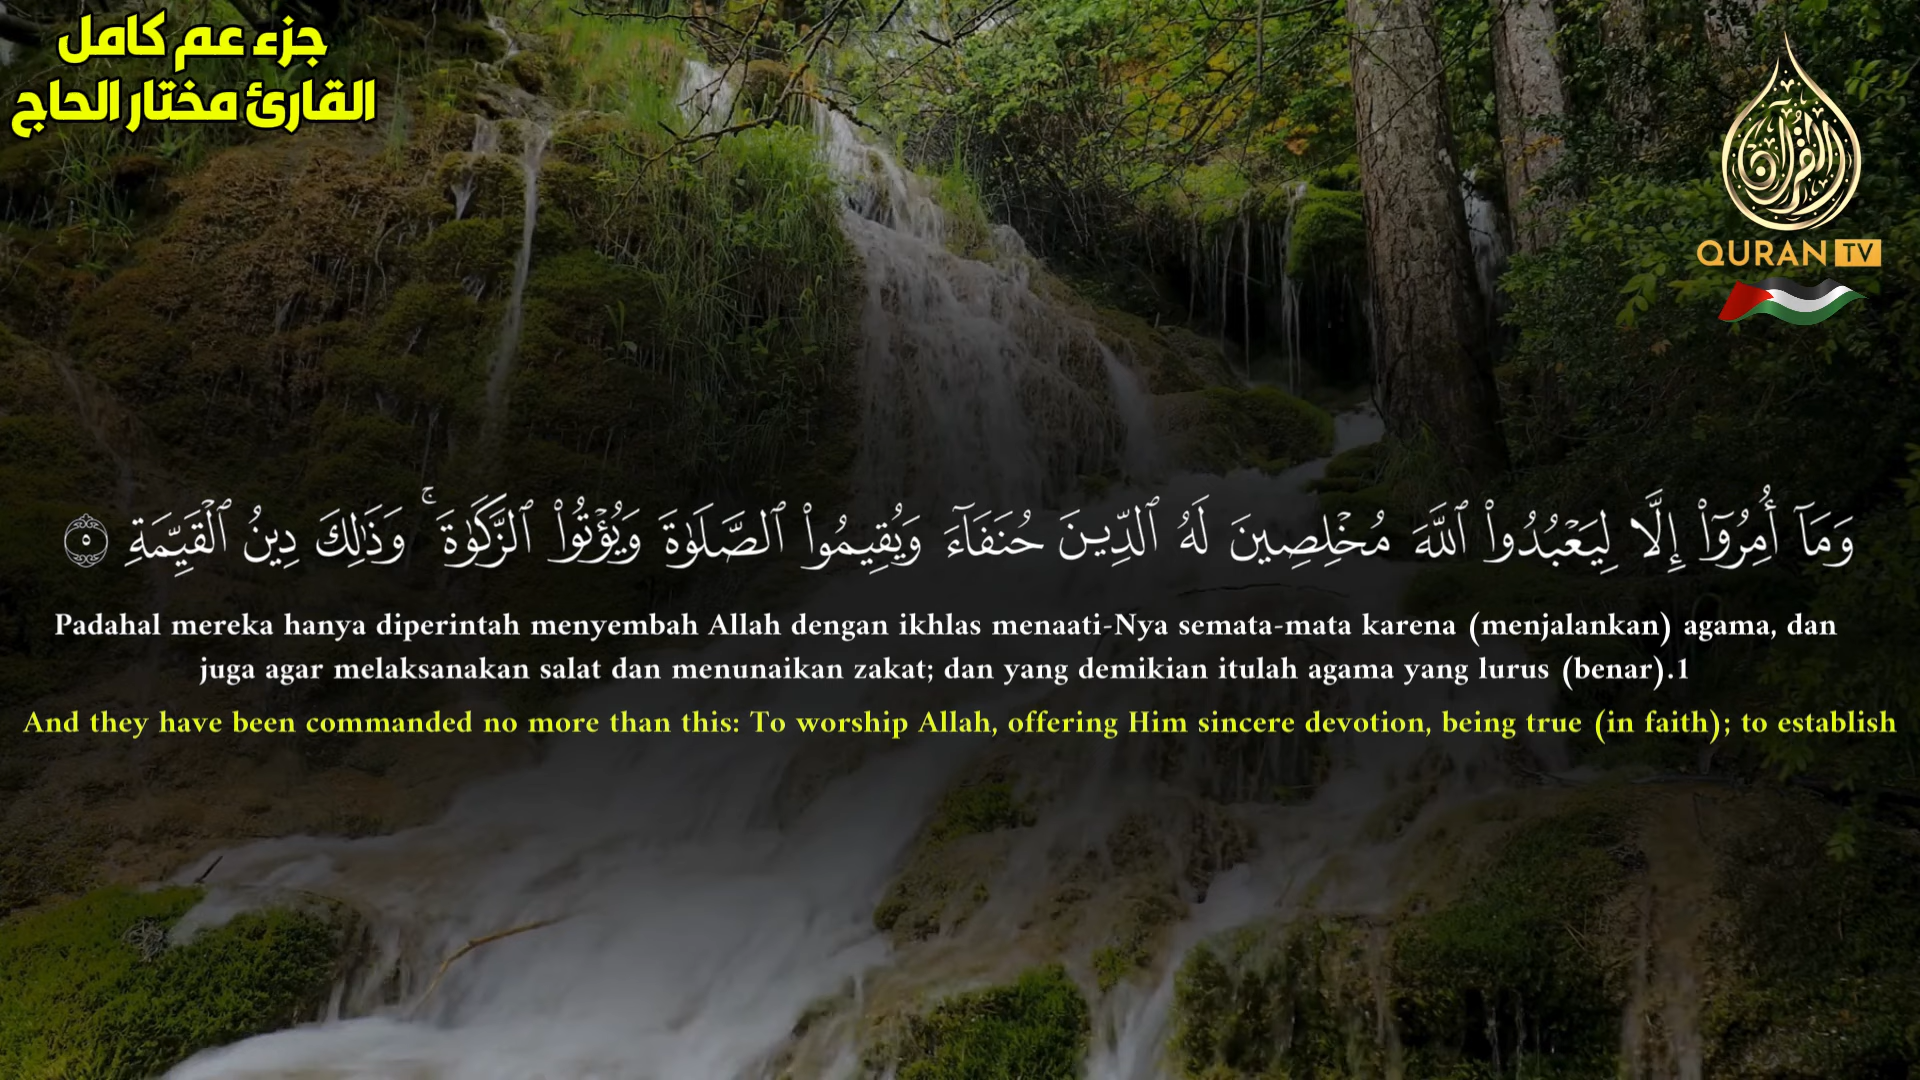 جزء عم كامل
القارئ مختار الحاج
القرآن
QURAN TV
وَمَآ أُمِرُوٓا۟ إِلَّا لِيَعْبُدُوا۟ ٱللَّهَ مُخْلِصِينَ لَهُ ٱلدِّينَ حُنَفَآءَ وَيُقِيمُوا۟ ٱلصَّلَوٰةَ وَيُؤْتُوا۟ ٱلزَّكَوٰةَ ۚ وَذَٰلِكَ دِينُ ٱلْقَيِّمَةِ ٥
Padahal mereka hanya diperintah menyembah Allah dengan ikhlas menaati-Nya semata-mata karena (menjalankan) agama, dan
juga agar melaksanakan salat dan menunaikan zakat; dan yang demikian itulah agama yang lurus (benar).1
And they have been commanded no more than this: To worship Allah, offering Him sincere devotion, being true (in faith); to establish